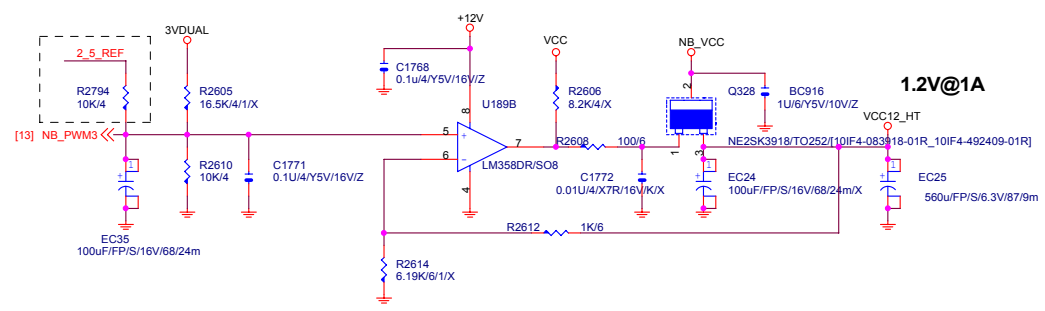 +12V
3VDUAL
2_5_REF
VCC
NB_VCC
C1768
0.1u/4/Y5V/16V/Z
R2794
10K/4
R2605
16.5K/4/1/X
U189B
R2606
8.2K/4/X
2
Q328
BC916
1U/6/Y5V/10V/Z
1.2V@1A
8
VCC12_HT
[13] NB_PWM3
5
+
7
R2608
100/6
1
3
NE2SK3918/TO252/[10IF4-083918-01R_10IF4-492409-01R]
6
-
LM358DR/SO8
4
R2610
10K/4
C1771
0.1U/4/Y5V/16V/Z
C1772
0.01U/4/X7R/16V/K/X
+
1
EC24
100uF/FP/S/16V/68/24m/X
+
1
EC25
560u/FP/S/6.3V/87/9m
+
1
EC35
100uF/FP/S/16V/68/24m
R2612
1K/6
R2614
6.19K/6/1/X